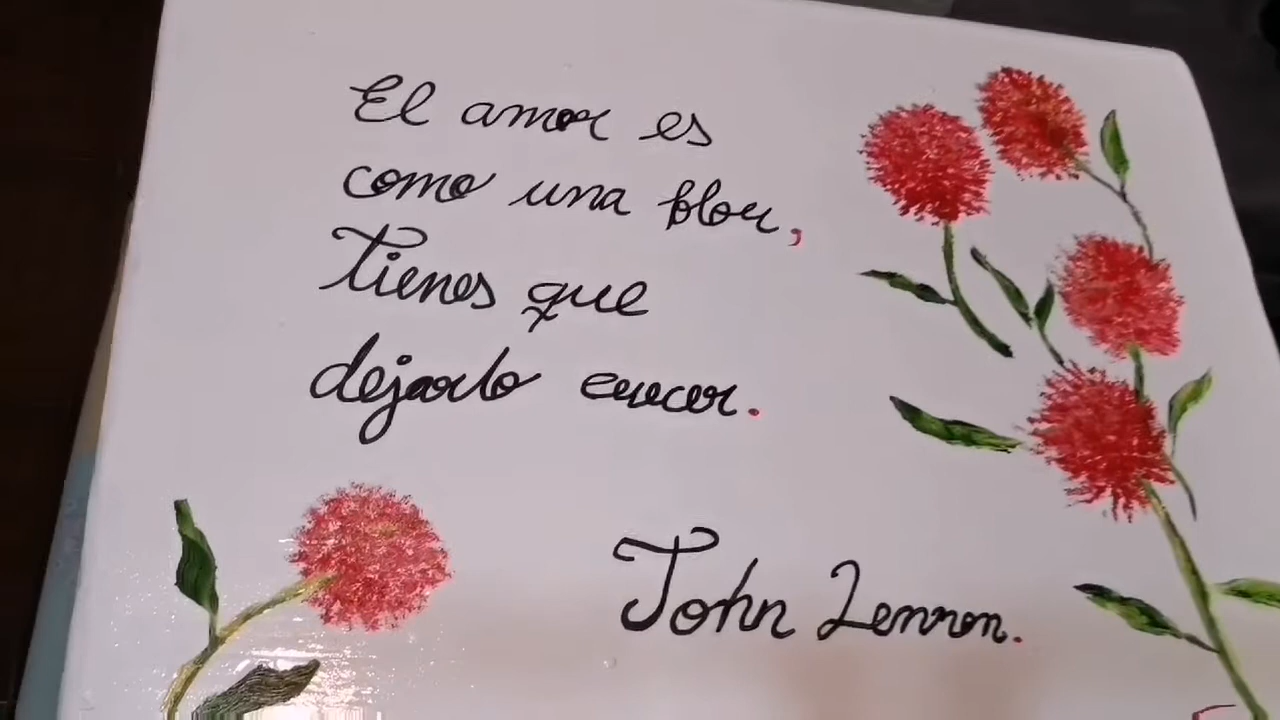 El amor es
como una flor,
Tienes que
dejarlo crecer.
John Lennon.